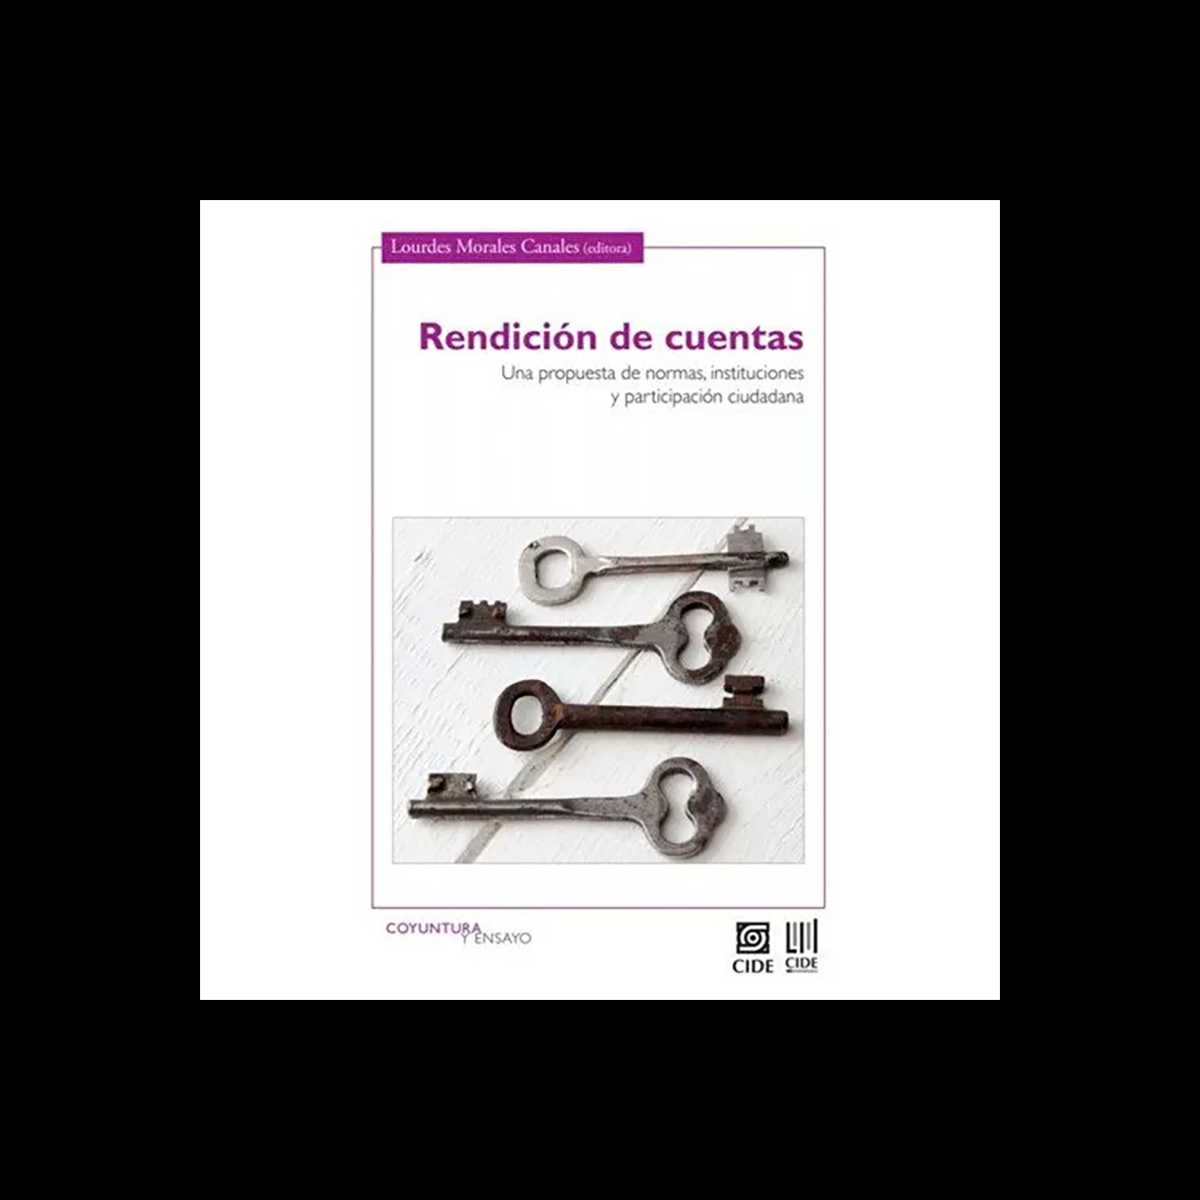 Lourdes Morales Canales (editora)
Rendición de cuentas
Una propuesta de normas, instituciones
y participación ciudadana
COYUNTURA
Y ENSAYO
CIDE
CIDE